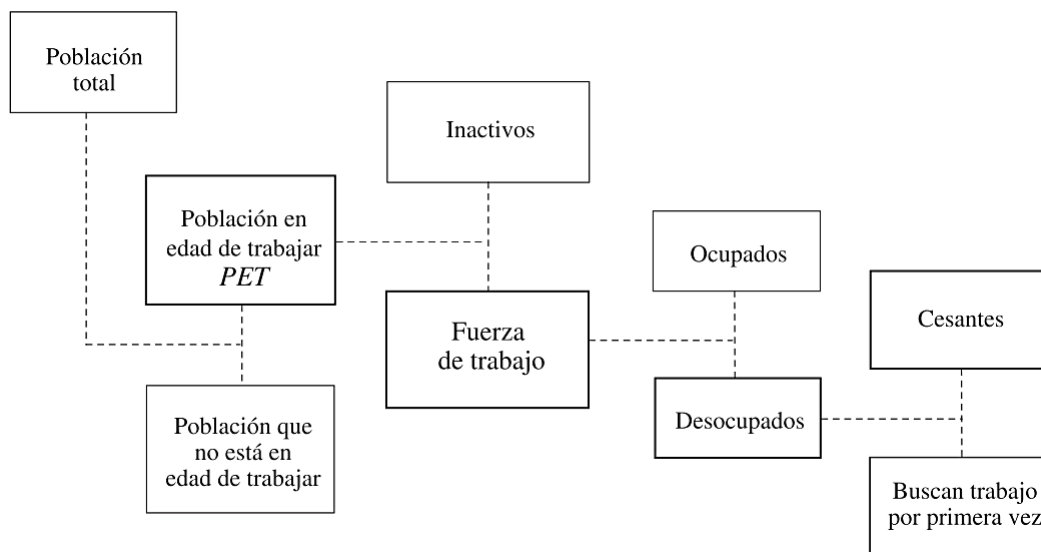 Población
total
Inactivos
Población en
edad de trabajar
PET
Ocupados
Cesantes
Fuerza
de trabajo
Desocupados
Población que
no está en
edad de trabajar
Buscan trabajo
por primera vez